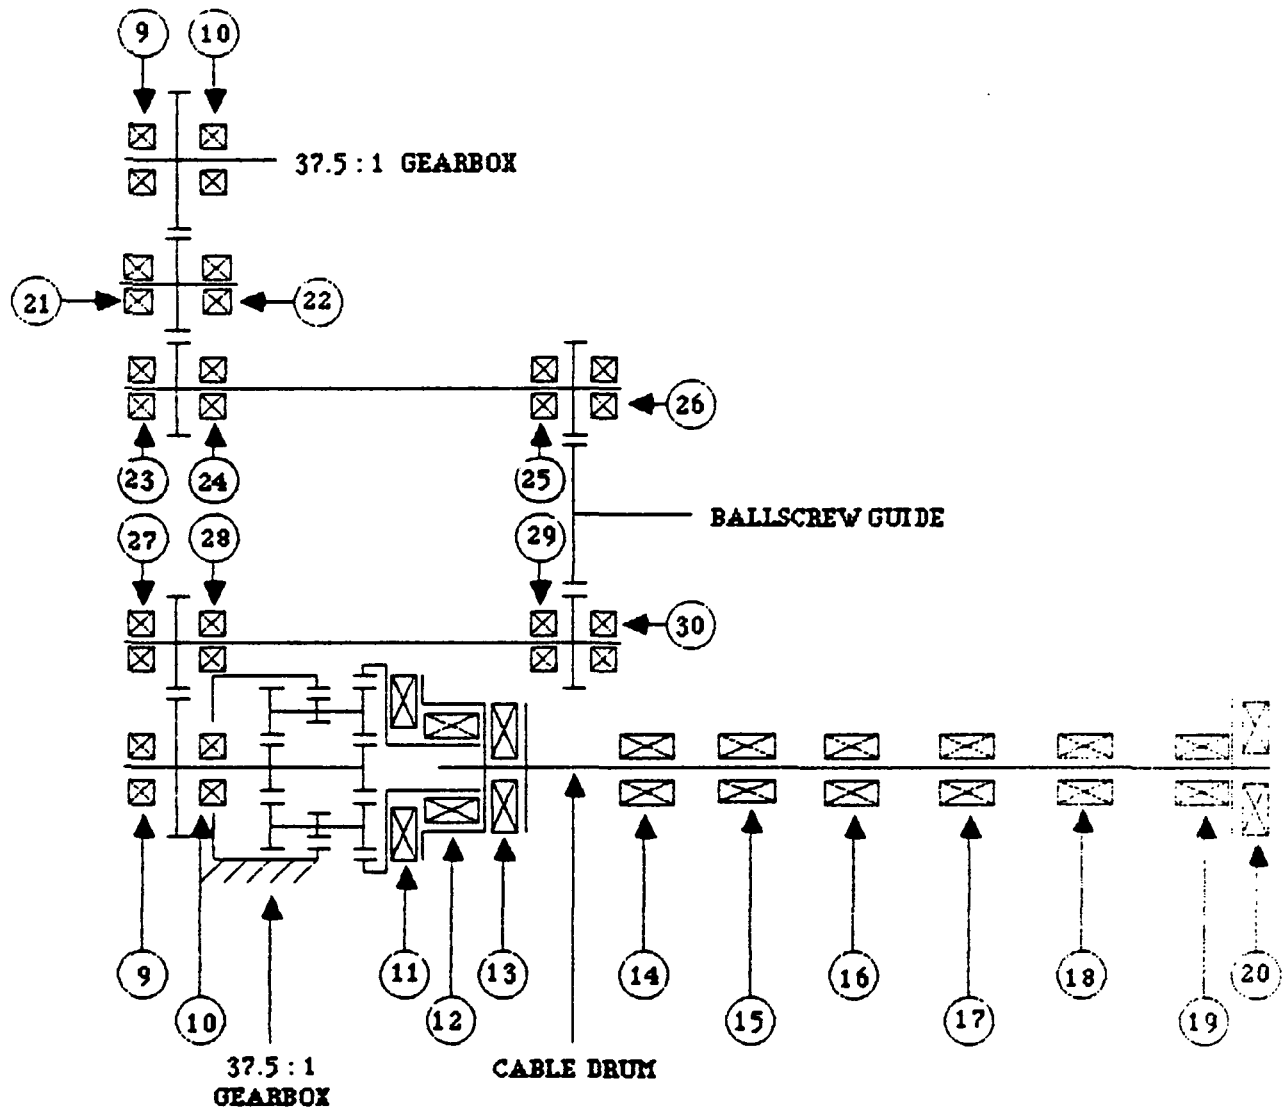 9 10
37.5 : 1 GEARBOX
21 22
26
23 24 25
BALLSCREW GUIDE
27 28 29
30
9 11 13 14 16 18 20
10 12 15 17 19
37.5 : 1
GEARBOX
CABLE DRUM